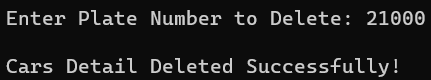 Enter Plate Number to Delete: 21000
Cars Detail Deleted Successfully!